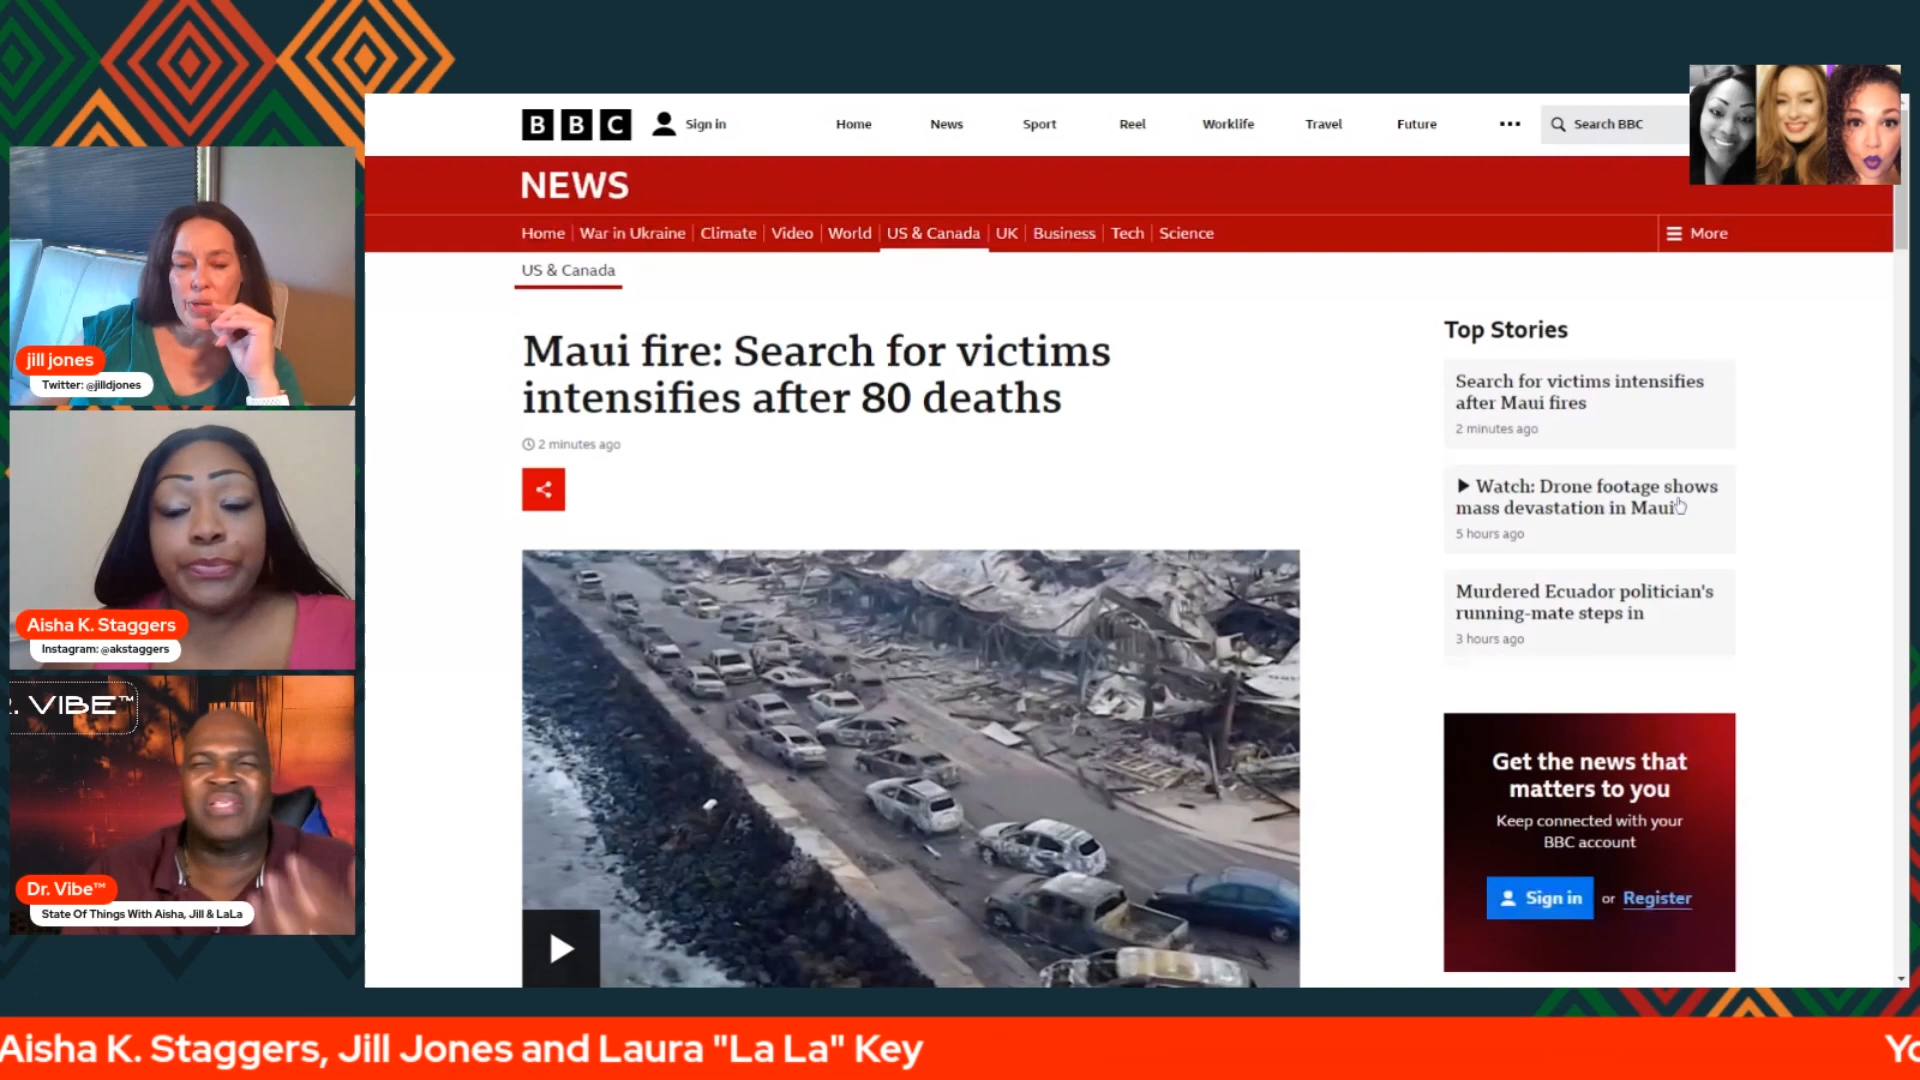 BBC
Sign in
Home
News
Sport
Reel
Worklife
Travel
Future
Search BBC
NEWS
Home
War in Ukraine
Climate
Video
World
US & Canada
UK
Business
Tech
Science
More
US & Canada
Maui fire: Search for victims
intensifies after 80 deaths
2 minutes ago
Top Stories
Search for victims intensifies
after Maui fires
2 minutes ago
Watch: Drone footage shows
mass devastation in Maui
5 hours ago
Murdered Ecuador politician's
running-mate steps in
3 hours ago
Get the news that
matters to you
Keep connected with your
BBC account
Sign in or Register
jill jones
Twitter: @jilldjones
Aisha K. Staggers
Instagram: @akstaggers
. VIBE™
Dr. Vibe™
State Of Things With Aisha, Jill & LaLa
Aisha K. Staggers, Jill Jones and Laura "La La" Key